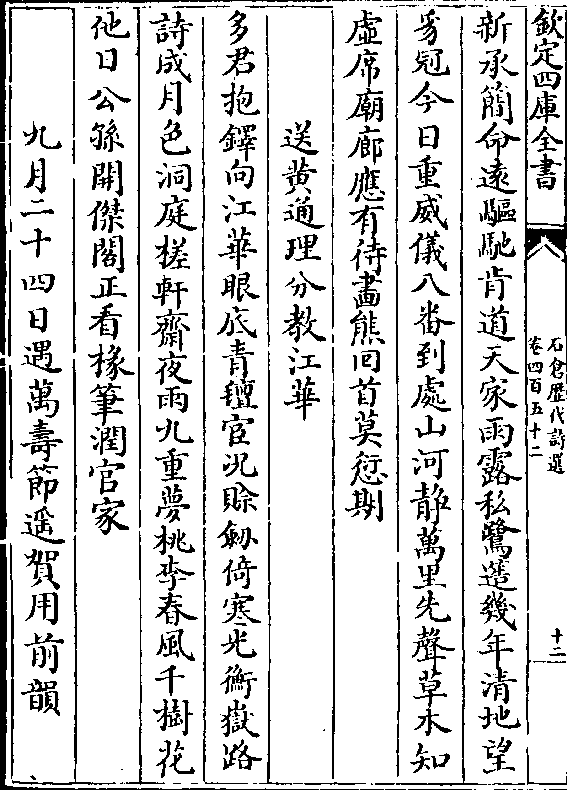 欽定四庫全書
石倉歷代詩選
卷四百五十二
十二
新承簡命遠驅馳肯道天家雨露私鷺簉幾年清地望
豸冠今日重威儀八番到處山河靜萬里先聲草木知
虛席廟廊應有待畵熊回首莫愆期
送黄通理分教江華
多君抱鐸向江華眼底青氊宦况賖劒倚寒光衡嶽路
詩成月色洞庭槎軒齋夜雨九重夢桃李春風千樹花
他日公孫開傑閣正看椽筆潤官家
九月二十四日遇萬壽節遥賀用前韻